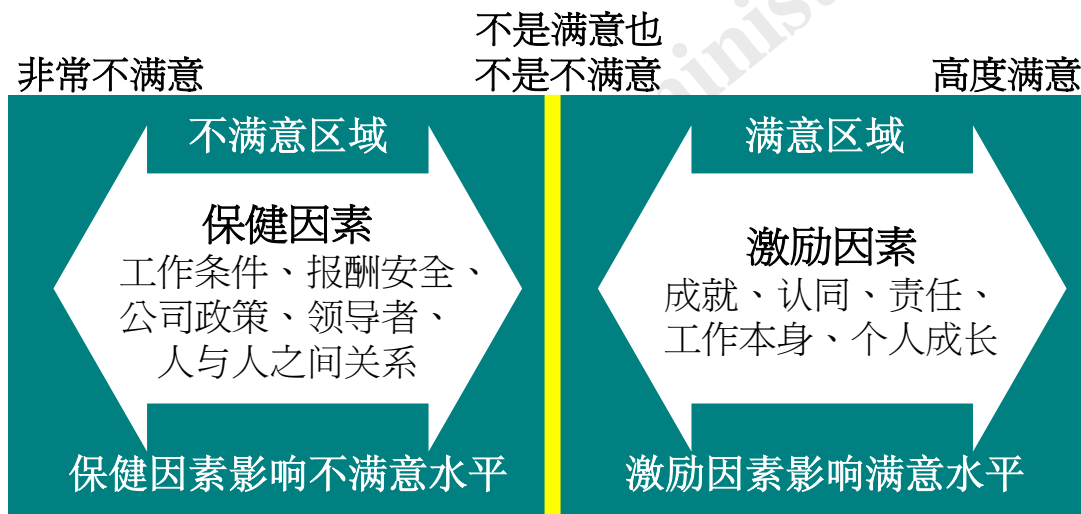 不是满意也
非常不满意
不是不满意
高度满意
不满意区域
保健因素
工作条件、报酬安全、
公司政策、领导者、
人与人之间关系
保健因素影响不满意水平
满意区域
激励因素
成就、认同、责任、
工作本身、个人成长
激励因素影响满意水平